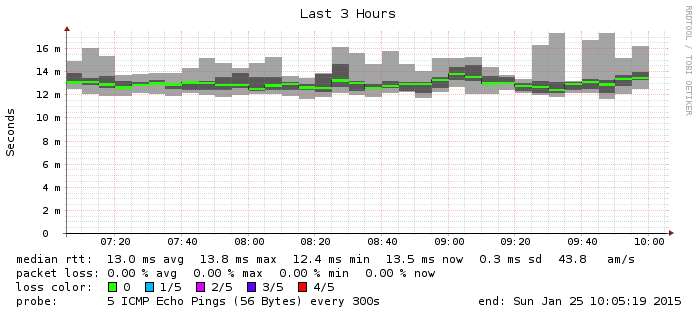 Last 3 Hours
RRDTOOL / TOBI OETIKER
Seconds
16 m
14 m
12 m
10 m
8 m
6 m
4 m
2 m
0
07:20 07:40 08:00 08:20 08:40 09:00 09:20 09:40 10:00
median rtt: 13.0 ms avg 13.8 ms max 12.4 ms min 13.5 ms now 0.3 ms sd 43.8 am/s
packet loss: 0.00 % avg 0.00 % max 0.00 % min 0.00 % now
loss color: 0 1/5 2/5 3/5 4/5
probe: 5 ICMP Echo Pings (56 Bytes) every 300s end: Sun Jan 25 10:05:19 2015